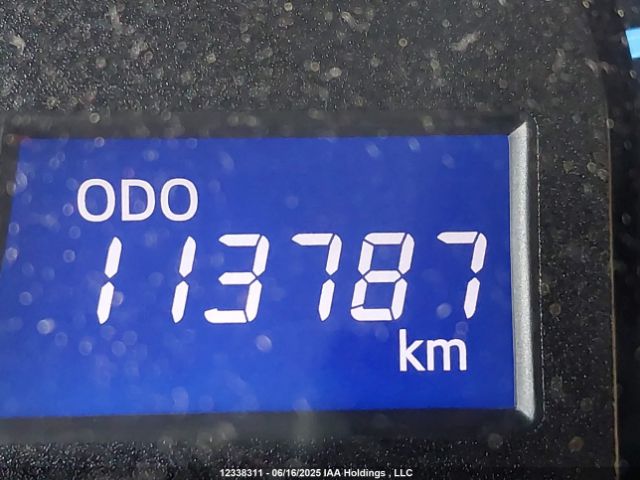 ODO
113787
km
12338311 - 06/16/2025 IAA Holdings , LLC